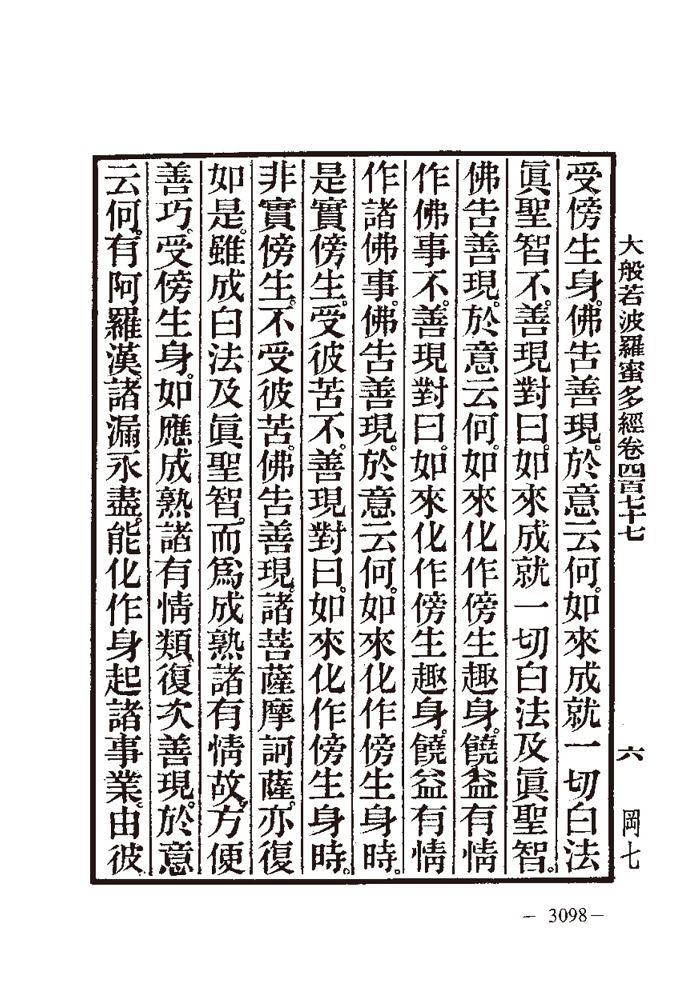 大般若波羅蜜多經卷四百七十七 六 岡七
受傍生身。佛告善現。於意云何。如來成就一切白法
眞聖智不。善現對曰。如來成就一切白法及眞聖智。
佛告善現。於意云何。如來化作傍生趣身。饒益有情
作佛事不。善現對曰。如來化作傍生趣身。饒益有情
作諸佛事。佛告善現。於意云何。如來化作傍生身時。
是實傍生。受彼苦不。善現對曰。如來化作傍生身時。
非實傍生。不受彼苦。佛告善現。諸菩薩摩訶薩。亦復
如是。雖成白法及眞聖智。而爲成熟諸有情故。方便
善巧。受傍生身。如應成熟諸有情類。復次善現。於意
云何。有阿羅漢。諸漏永盡。能化作身起諸事業。由彼
— 3098 —